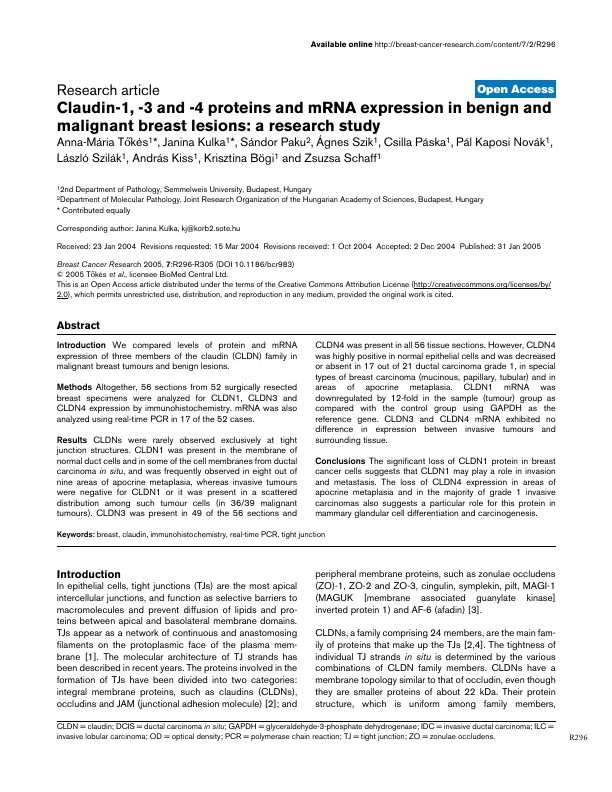 Available online http://breast-cancer-research.com/content/7/2/R296
Research article
Open Access
Claudin-1, -3 and -4 proteins and mRNA expression in benign and
malignant breast lesions: a research study
Anna-Mária Tőkés1*, Janina Kulka1*, Sándor Paku2, Ágnes Szik1, Csilla Páska1, Pál Kaposi Novák1,
László Szilák1, András Kiss1, Krisztina Bögi1 and Zsuzsa Schaff1
12nd Department of Pathology, Semmelweis University, Budapest, Hungary
2Department of Molecular Pathology, Joint Research Organization of the Hungarian Academy of Sciences, Budapest, Hungary
* Contributed equally
Corresponding author: Janina Kulka, kj@korb2.sote.hu
Received: 23 Jan 2004 Revisions requested: 15 Mar 2004 Revisions received: 1 Oct 2004 Accepted: 2 Dec 2004 Published: 31 Jan 2005
Breast Cancer Research 2005, 7:R296-R305 (DOI 10.1186/bcr983)
© 2005 Tőkés et al., licensee BioMed Central Ltd.
This is an Open Access article distributed under the terms of the Creative Commons Attribution License (http://creativecommons.org/licenses/by/
2.0), which permits unrestricted use, distribution, and reproduction in any medium, provided the original work is cited.
Abstract
Introduction We compared levels of protein and mRNA
expression of three members of the claudin (CLDN) family in
malignant breast tumours and benign lesions.
Methods Altogether, 56 sections from 52 surgically resected
breast specimens were analyzed for CLDN1, CLDN3 and
CLDN4 expression by immunohistochemistry. mRNA was also
analyzed using real-time PCR in 17 of the 52 cases.
Results CLDNs were rarely observed exclusively at tight
junction structures. CLDN1 was present in the membrane of
normal duct cells and in some of the cell membranes from ductal
carcinoma in situ, and was frequently observed in eight out of
nine areas of apocrine metaplasia, whereas invasive tumours
were negative for CLDN1 or it was present in a scattered
distribution among such tumour cells (in 36/39 malignant
tumours). CLDN3 was present in 49 of the 56 sections and
CLDN4 was present in all 56 tissue sections. However, CLDN4
was highly positive in normal epithelial cells and was decreased
or absent in 17 out of 21 ductal carcinoma grade 1, in special
types of breast carcinoma (mucinous, papillary, tubular) and in
areas of apocrine metaplasia. CLDN1 mRNA was
downregulated by 12-fold in the sample (tumour) group as
compared with the control group using GAPDH as the
reference gene. CLDN3 and CLDN4 mRNA exhibited no
difference in expression between invasive tumours and
surrounding tissue.
Conclusions The significant loss of CLDN1 protein in breast
cancer cells suggests that CLDN1 may play a role in invasion
and metastasis. The loss of CLDN4 expression in areas of
apocrine metaplasia and in the majority of grade 1 invasive
carcinomas also suggests a particular role for this protein in
mammary glandular cell differentiation and carcinogenesis.
Keywords: breast, claudin, immunohistochemistry, real-time PCR, tight junction
Introduction
In epithelial cells, tight junctions (TJs) are the most apical
intercellular junctions, and function as selective barriers to
macromolecules and prevent diffusion of lipids and pro-
teins between apical and basolateral membrane domains.
TJs appear as a network of continuous and anastomosing
filaments on the protoplasmic face of the plasma mem-
brane [1]. The molecular architecture of TJ strands has
been described in recent years. The proteins involved in the
formation of TJs have been divided into two categories:
integral membrane proteins, such as claudins (CLDNs),
occludins and JAM (junctional adhesion molecule) [2]; and
peripheral membrane proteins, such as zonulae occludens
(ZO)-1, ZO-2 and ZO-3, cingulin, symplekin, pilt, MAGI-1
(MAGUK [membrane associated guanylate kinase]
inverted protein 1) and AF-6 (afadin) [3].
CLDNs, a family comprising 24 members, are the main fam-
ily of proteins that make up the TJs [2,4]. The tightness of
individual TJ strands in situ is determined by the various
combinations of CLDN family members. CLDNs have a
membrane topology similar to that of occludin, even though
they are smaller proteins of about 22 kDa. Their protein
structure, which is uniform among family members,
CLDN = claudin; DCIS = ductal carcinoma in situ; GAPDH = glyceraldehyde-3-phosphate dehydrogenase; IDC = invasive ductal carcinoma; ILC =
invasive lobular carcinoma; OD = optical density; PCR = polymerase chain reaction; TJ = tight junction; ZO = zonulae occludens.
R296